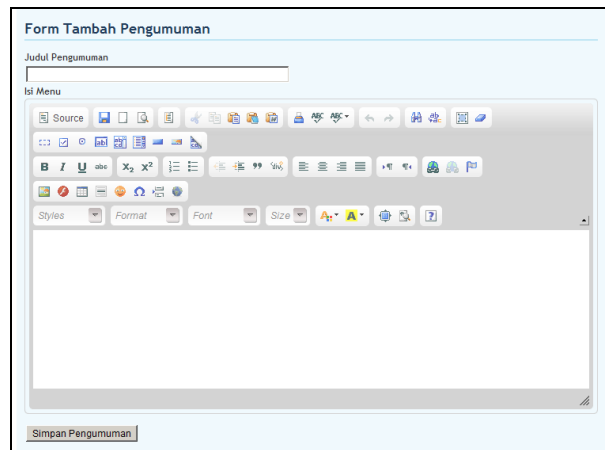 Form Tambah Pengumuman
Judul Pengumuman
Isi Menu
Source
B I U abc X₂ X²
Styles Format Font Size A A ?
Simpan Pengumuman